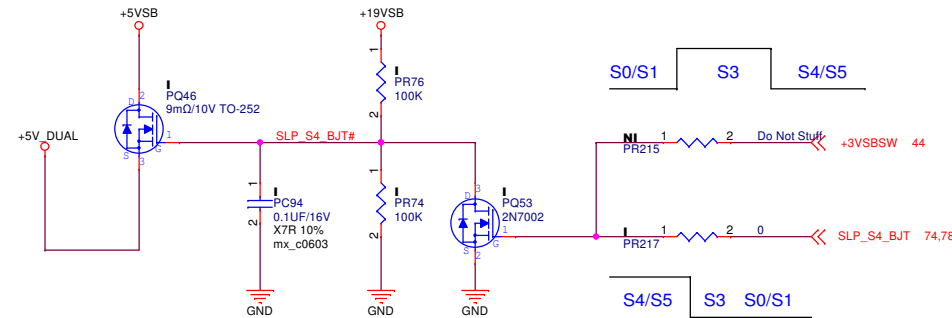 +5VSB
+19VSB
1
I
PR76
100K
2
S0/S1 S3 S4/S5
I
PQ46
9mΩ/10V TO-252
D 2
1
G
S 3
+5V_DUAL
SLP_S4_BJT#
NI
PR215
1 2
Do Not Stuff
+3VSBSW 44
1
I
PC94
0.1UF/16V
X7R 10%
mx_c0603
2
1
I
PR74
100K
2
3
D
I
PQ53
2N7002
1
G
S
2
I
PR217
1 2
0
SLP_S4_BJT 74,78
GND
GND
GND
S4/S5 S3 S0/S1